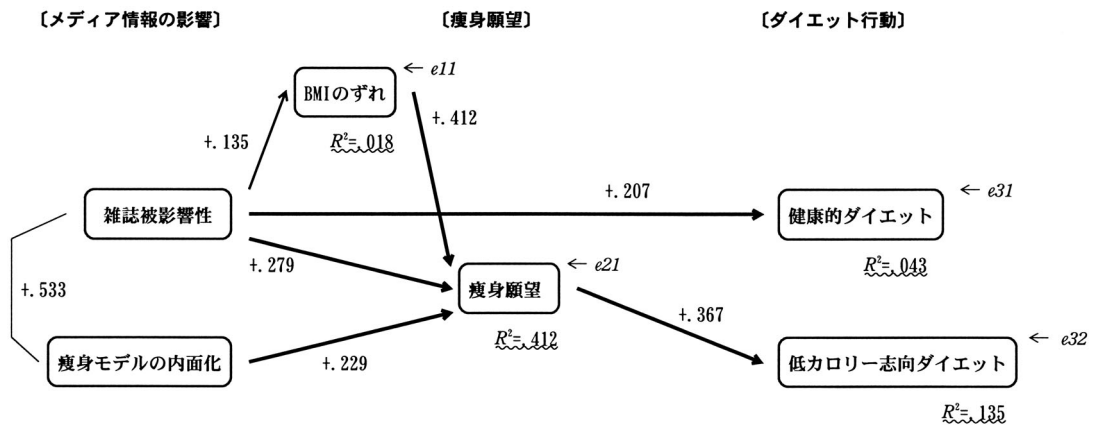 〔メディア情報の影響〕
〔痩身願望〕
〔ダイエット行動〕
e11
BMIのずれ
+.412
+.135
R²=.018
+.207
e31
雑誌被影響性
健康的ダイエット
+.279
e21
R²=.043
+.533
痩身願望
+.367
R²=.412
e32
痩身モデルの内面化
+.229
低カロリー志向ダイエット
R²=.135